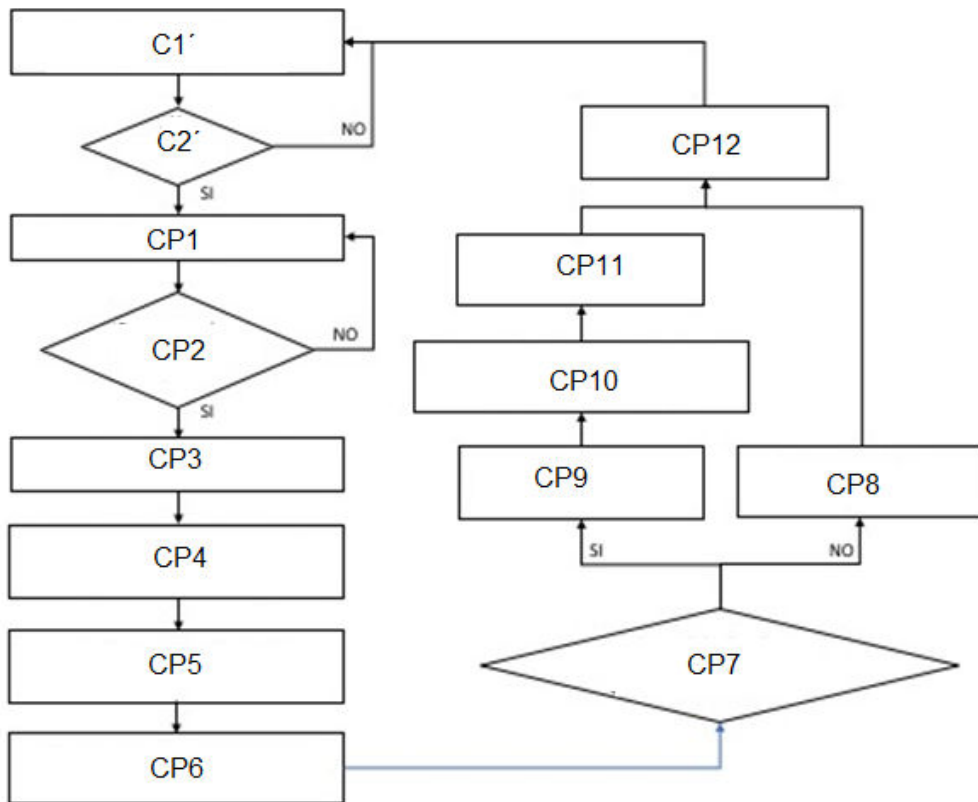 C1´
C2´
NO
SI
CP1
CP2
NO
SI
CP3
CP4
CP5
CP6
CP7
SI
NO
CP8
CP9
CP10
CP11
CP12